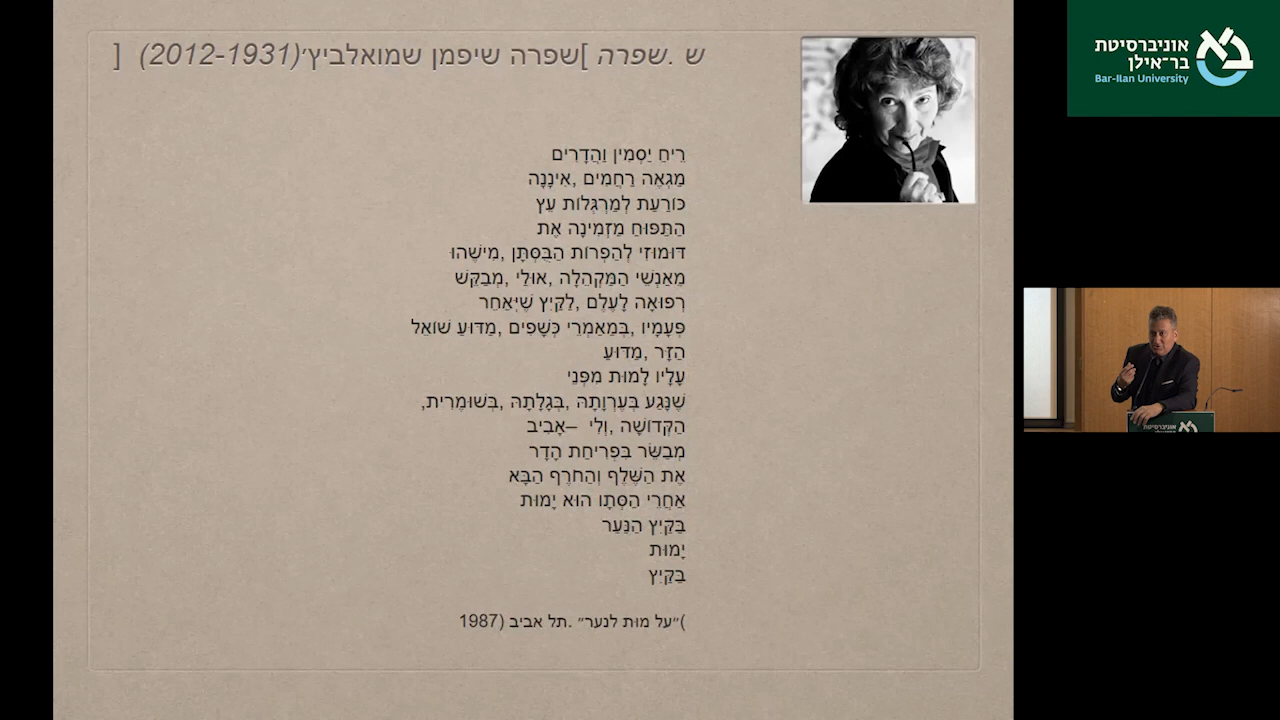 ש .שפרה ]שפרה שיפמן שמואלביץ׳(2012-1931) [
רֵיחַ יַסְמִין וַהֲדָרִים
מַגְאֶה רַחֲמִים ,אִינָנָה
כּוֹרַעַת לְמַרְגְּלוֹת עֵץ
הַתַּפּוּחַ מַזְמִינָה אֶת
דּוּמוּזִי לְהַפְרוֹת הַבֻּסְתָּן ,מִישֶׁהוּ
מֵאַנְשֵׁי הַמַּקְהֵלָה ,אוּלַי ,מְבַקֵּשׁ
רְפוּאָה לָעֶלֶם ,לַקַּיִץ שֶׁיְּאַחֵר
פְּעָמָיו ,בְּמַאַמְרֵי כְּשָׁפִים ,מַדּוּעַ שׁוֹאֵל
הַזָּר ,מַדּוּעַ
עָלָיו לָמוּת מִפְּנֵי
שֶׁנָּגַע בְּעֶרְוָתָהּ ,בְּגָלָתָהּ ,בְּשׁוּמֶרִית,
הַקְּדוֹשָׁה ,וְלִי –אָבִיב
מְבַשֵּׂר בִּפְרִיחַת הָדָר
אֶת הַשֶּׁלֶף וְהַחֹרֶף הַבָּא
אַחֲרֵי הַסְּתָו הוּא יָמוּת
בַּקַּיִץ הַנַּעַר
יָמוּת
בַּקַּיִץ
)״על מות לנער״ .תל אביב (1987
אוניברסיטת
בר־אילן
Bar-Ilan University
אוניברסיטת